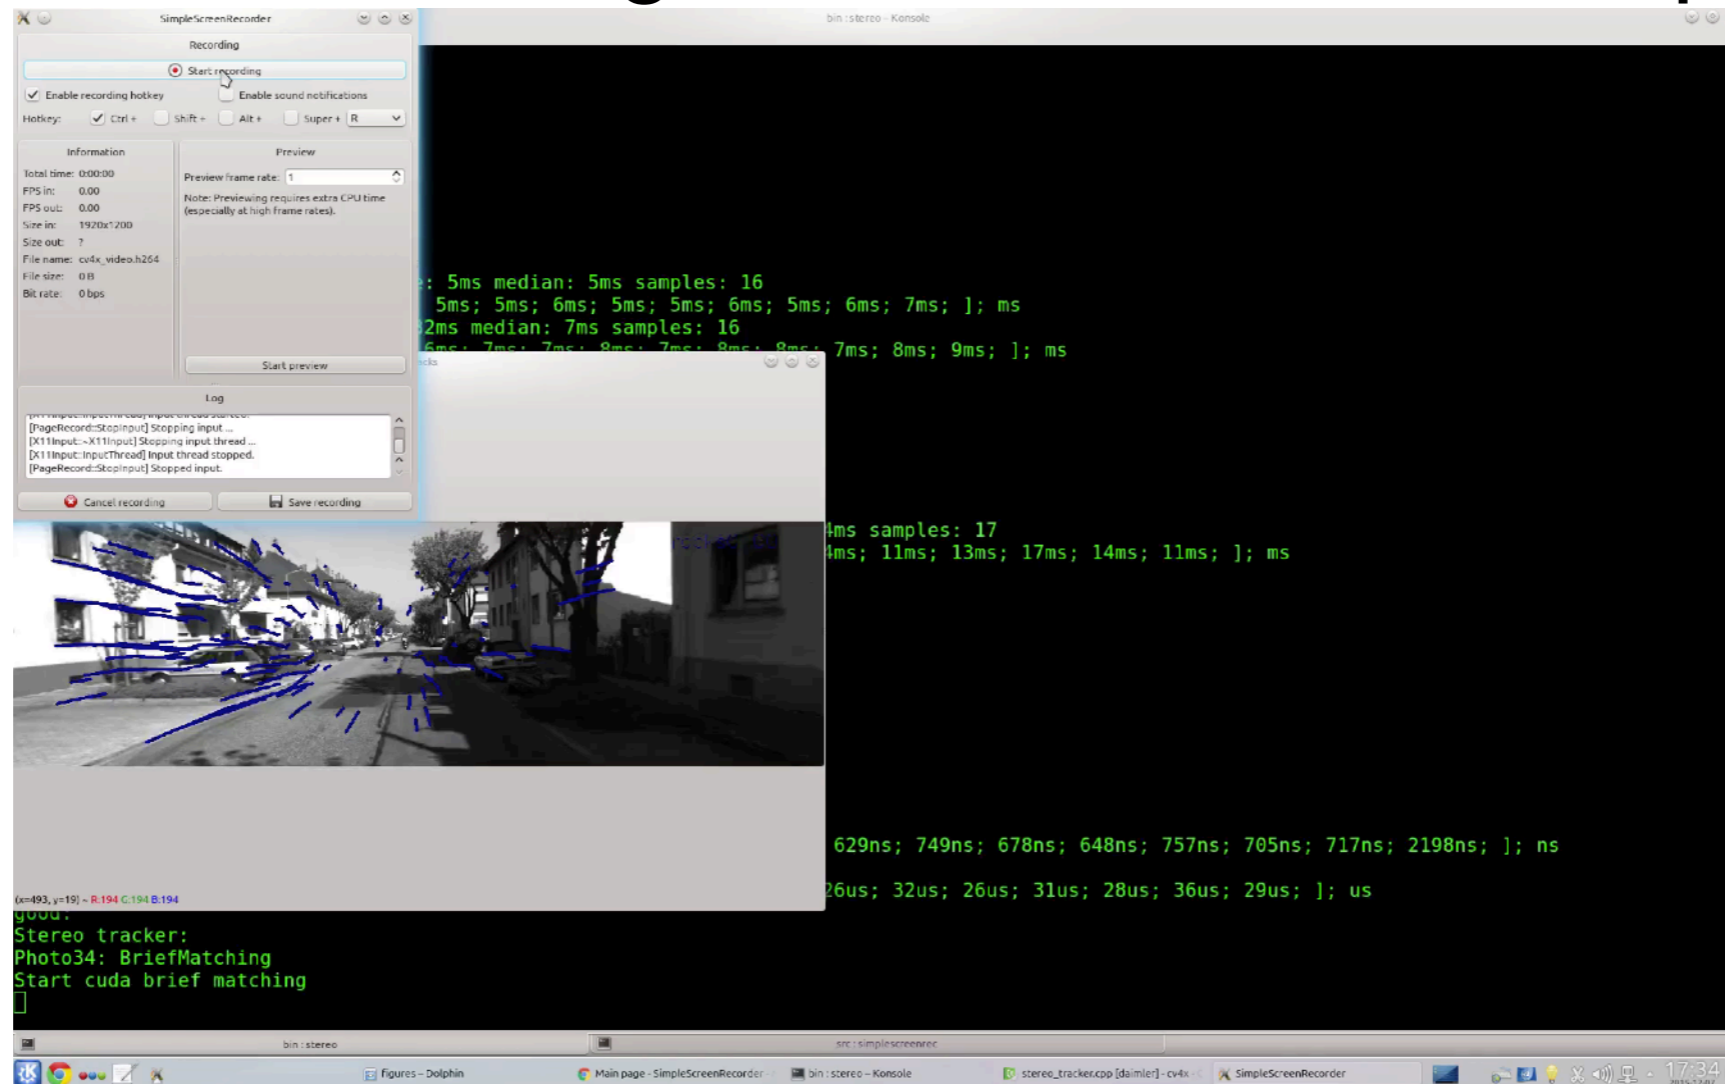 SimpleScreenRecorder
bin : stereo - Konsole
Recording
Start recording
Enable recording hotkey
Enable sound notifications
Hotkey: Ctrl + Shift + Alt + Super + R
Information
Total time: 0:00:00
FPS in: 0.00
FPS out: 0.00
Size in: 1920x1200
Size out: ?
File name: cv4x_video.h264
File size: 0 B
Bit rate: 0 bps
Preview
Preview frame rate: 1
Note: Previewing requires extra CPU time
(especially at high frame rates).
Start preview
Log
[PageRecord::StopInput] Stopping input ...
[X11Input::~X11Input] Stopping input thread ...
[X11Input::InputThread] Input thread stopped.
[PageRecord::StopInput] Stopped input.
Cancel recording
Save recording
: 5ms median: 5ms samples: 16
5ms; 5ms; 6ms; 5ms; 5ms; 6ms; 5ms; 6ms; 7ms; ]; ms
2ms median: 7ms samples: 16
6ms; 7ms; 7ms; 8ms; 7ms; 8ms; 8ms; 7ms; 8ms; 9ms; ]; ms
4ms samples: 17
4ms; 11ms; 13ms; 17ms; 14ms; 11ms; ]; ms
629ns; 749ns; 678ns; 648ns; 757ns; 705ns; 717ns; 2198ns; ]; ns
26us; 32us; 26us; 31us; 28us; 36us; 29us; ]; us
(x=493, y=19) ~ R:194 G:194 B:194
good:
Stereo tracker:
Photo34: BriefMatching
Start cuda brief matching
bin : stereo
src : simplescreenrec
figures – Dolphin
Main page - SimpleScreenRecorder -
bin : stereo – Konsole
stereo_tracker.cpp [daimler] - cv4x -
SimpleScreenRecorder
17:34